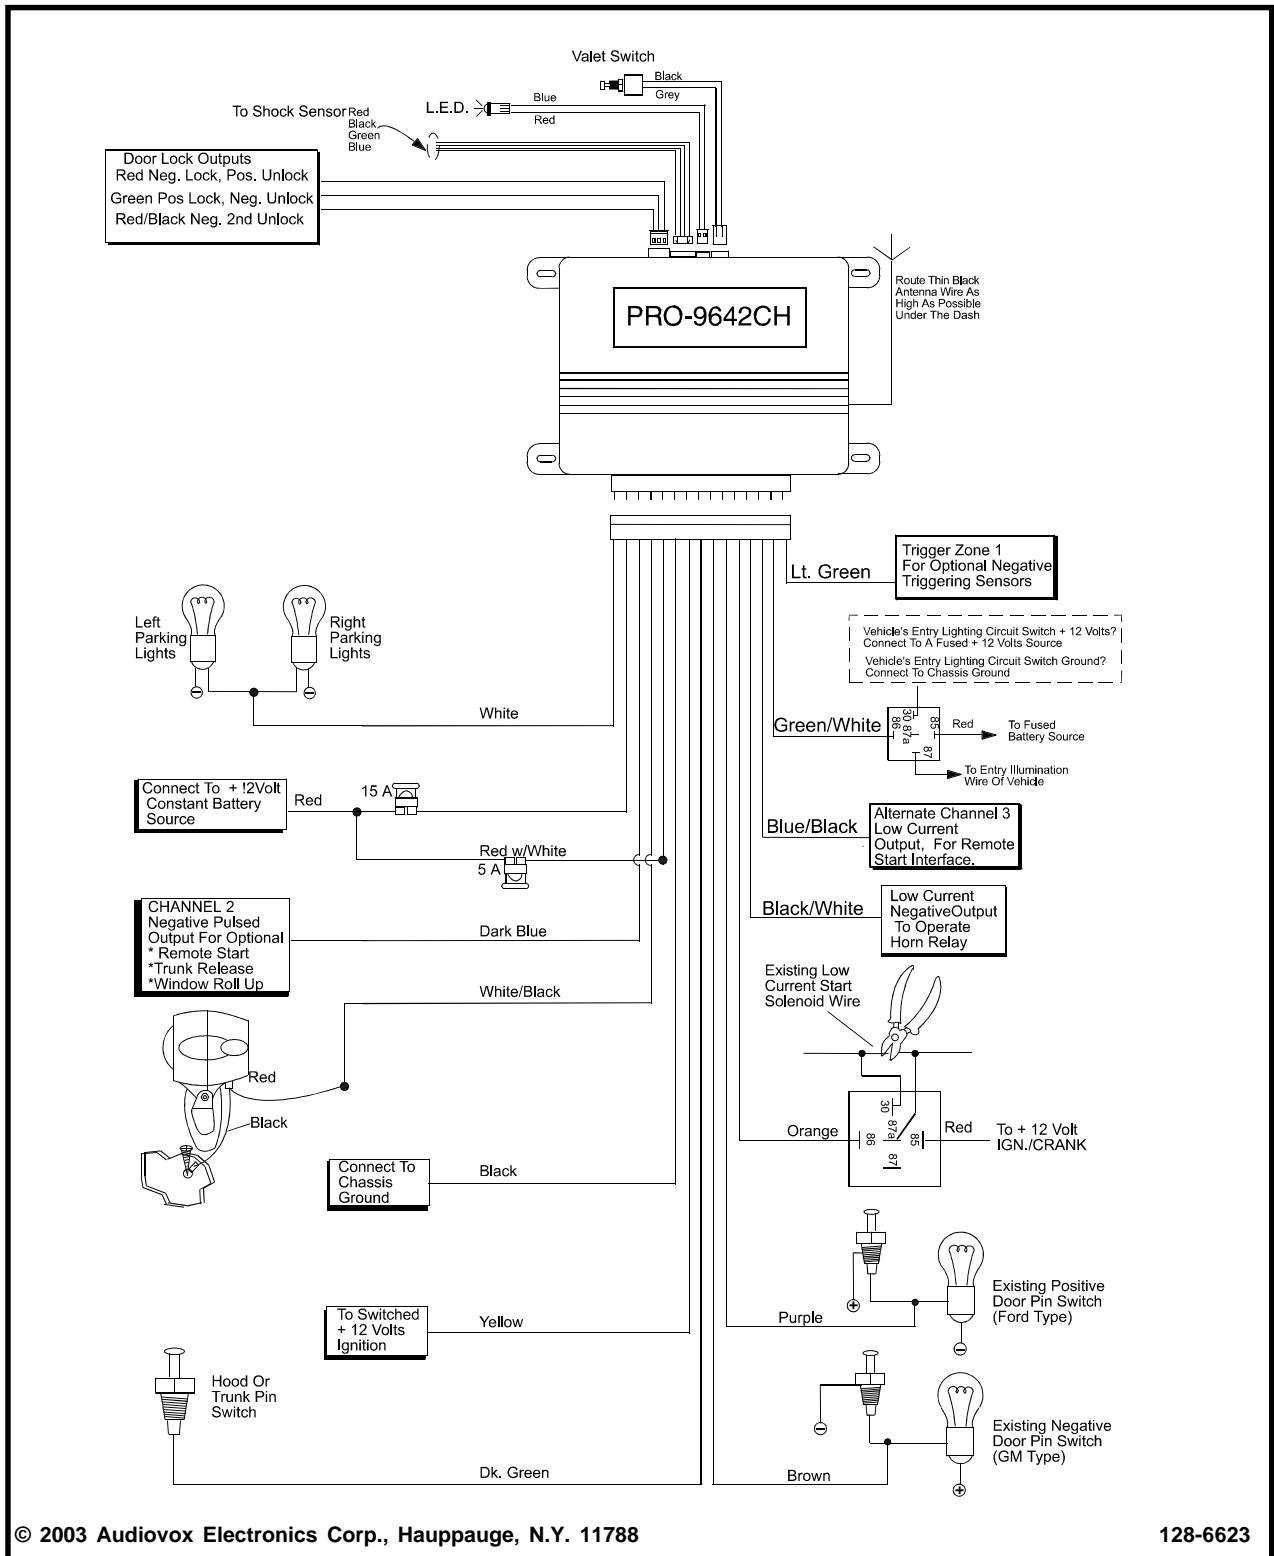 Valet Switch
Black
Grey
L.E.D.
Blue
Red
To Shock Sensor
Red
Black
Green
Blue
Door Lock Outputs
Red Neg. Lock, Pos. Unlock
Green Pos Lock, Neg. Unlock
Red/Black Neg. 2nd Unlock
PRO-9642CH
Route Thin Black
Antenna Wire As
High As Possible
Under The Dash
Lt. Green
Trigger Zone 1
For Optional Negative
Triggering Sensors
Left
Parking
Lights
Right
Parking
Lights
White
Vehicle's Entry Lighting Circuit Switch + 12 Volts?
Connect To A Fused + 12 Volts Source
Vehicle's Entry Lighting Circuit Switch Ground?
Connect To Chassis Ground
Green/White
86
30
87a
85
87
Red
To Fused
Battery Source
To Entry Illumination
Wire Of Vehicle
Connect To + !2Volt
Constant Battery
Source
Red
15 A
Red w/White
5 A
Blue/Black
Alternate Channel 3
Low Current
Output, For Remote
Start Interface.
CHANNEL 2
Negative Pulsed
Output For Optional
* Remote Start
*Trunk Release
*Window Roll Up
Dark Blue
Black/White
Low Current
NegativeOutput
To Operate
Horn Relay
White/Black
Red
Black
Existing Low
Current Start
Solenoid Wire
Orange
86
30
87a
85
87
Red
To + 12 Volt
IGN./CRANK
Connect To
Chassis
Ground
Black
To Switched
+ 12 Volts
Ignition
Yellow
Purple
+
−
Existing Positive
Door Pin Switch
(Ford Type)
Hood Or
Trunk Pin
Switch
Dk. Green
Brown
−
+
Existing Negative
Door Pin Switch
(GM Type)
© 2003 Audiovox Electronics Corp., Hauppauge, N.Y. 11788
128-6623